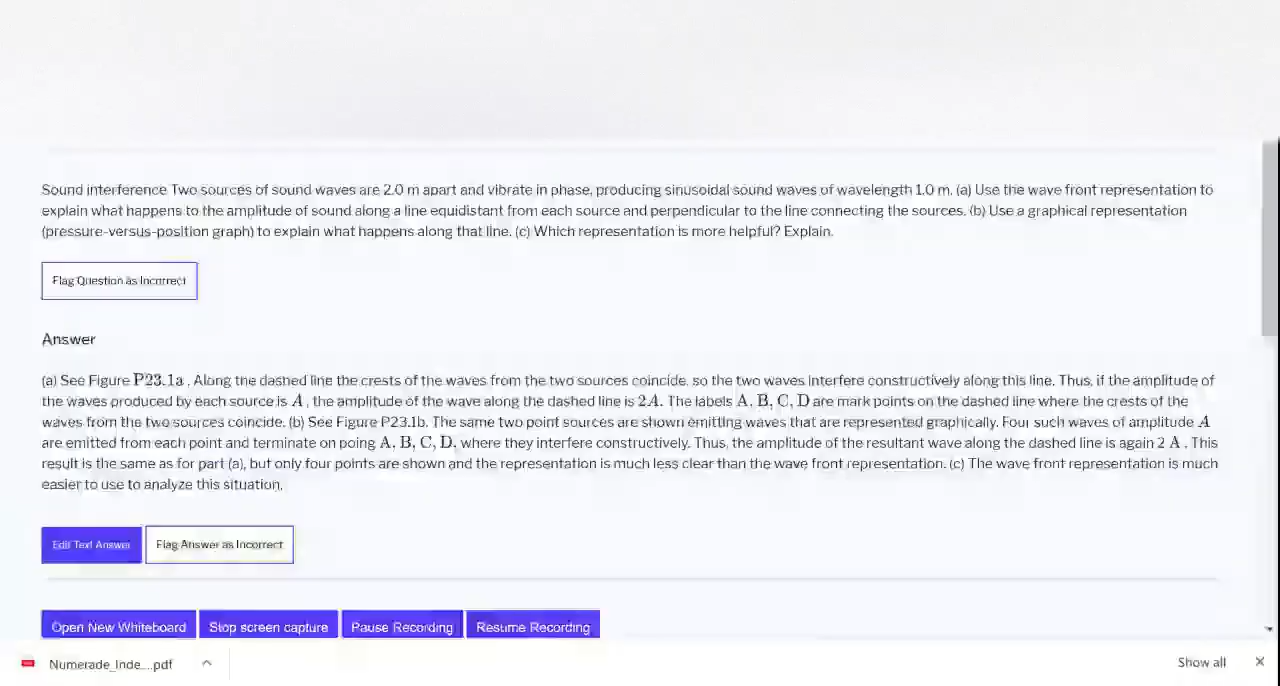 Sound interference Two sources of sound waves are 2.0 m apart and vibrate in phase, producing sinusoidal sound waves of wavelength 1.0 m. (a) Use the wave front representation to
explain what happens to the amplitude of sound along a line equidistant from each source and perpendicular to the line connecting the sources. (b) Use a graphical representation
(pressure-versus-position graph) to explain what happens along that line. (c) Which representation is more helpful? Explain.
Flag Question as Incorrect
Answer
(a) See Figure P23.1a . Along the dashed line the crests of the waves from the two sources coincide, so the two waves interfere constructively along this line. Thus, if the amplitude of
the waves produced by each source is A , the amplitude of the wave along the dashed line is 2A. The labels A, B, C, D are mark points on the dashed line where the crests of the
waves from the two sources coincide. (b) See Figure P23.1b. The same two point sources are shown emitting waves that are represented graphically. Four such waves of amplitude A
are emitted from each point and terminate on poing A, B, C, D, where they interfere constructively. Thus, the amplitude of the resultant wave along the dashed line is again 2 A . This
result is the same as for part (a), but only four points are shown and the representation is much less clear than the wave front representation. (c) The wave front representation is much
easier to use to analyze this situation.
Edit Text Answer Flag Answer as Incorrect
Open New Whiteboard Stop screen capture Pause Recording Resume Recording
Numerade_Inde....pdf Show all